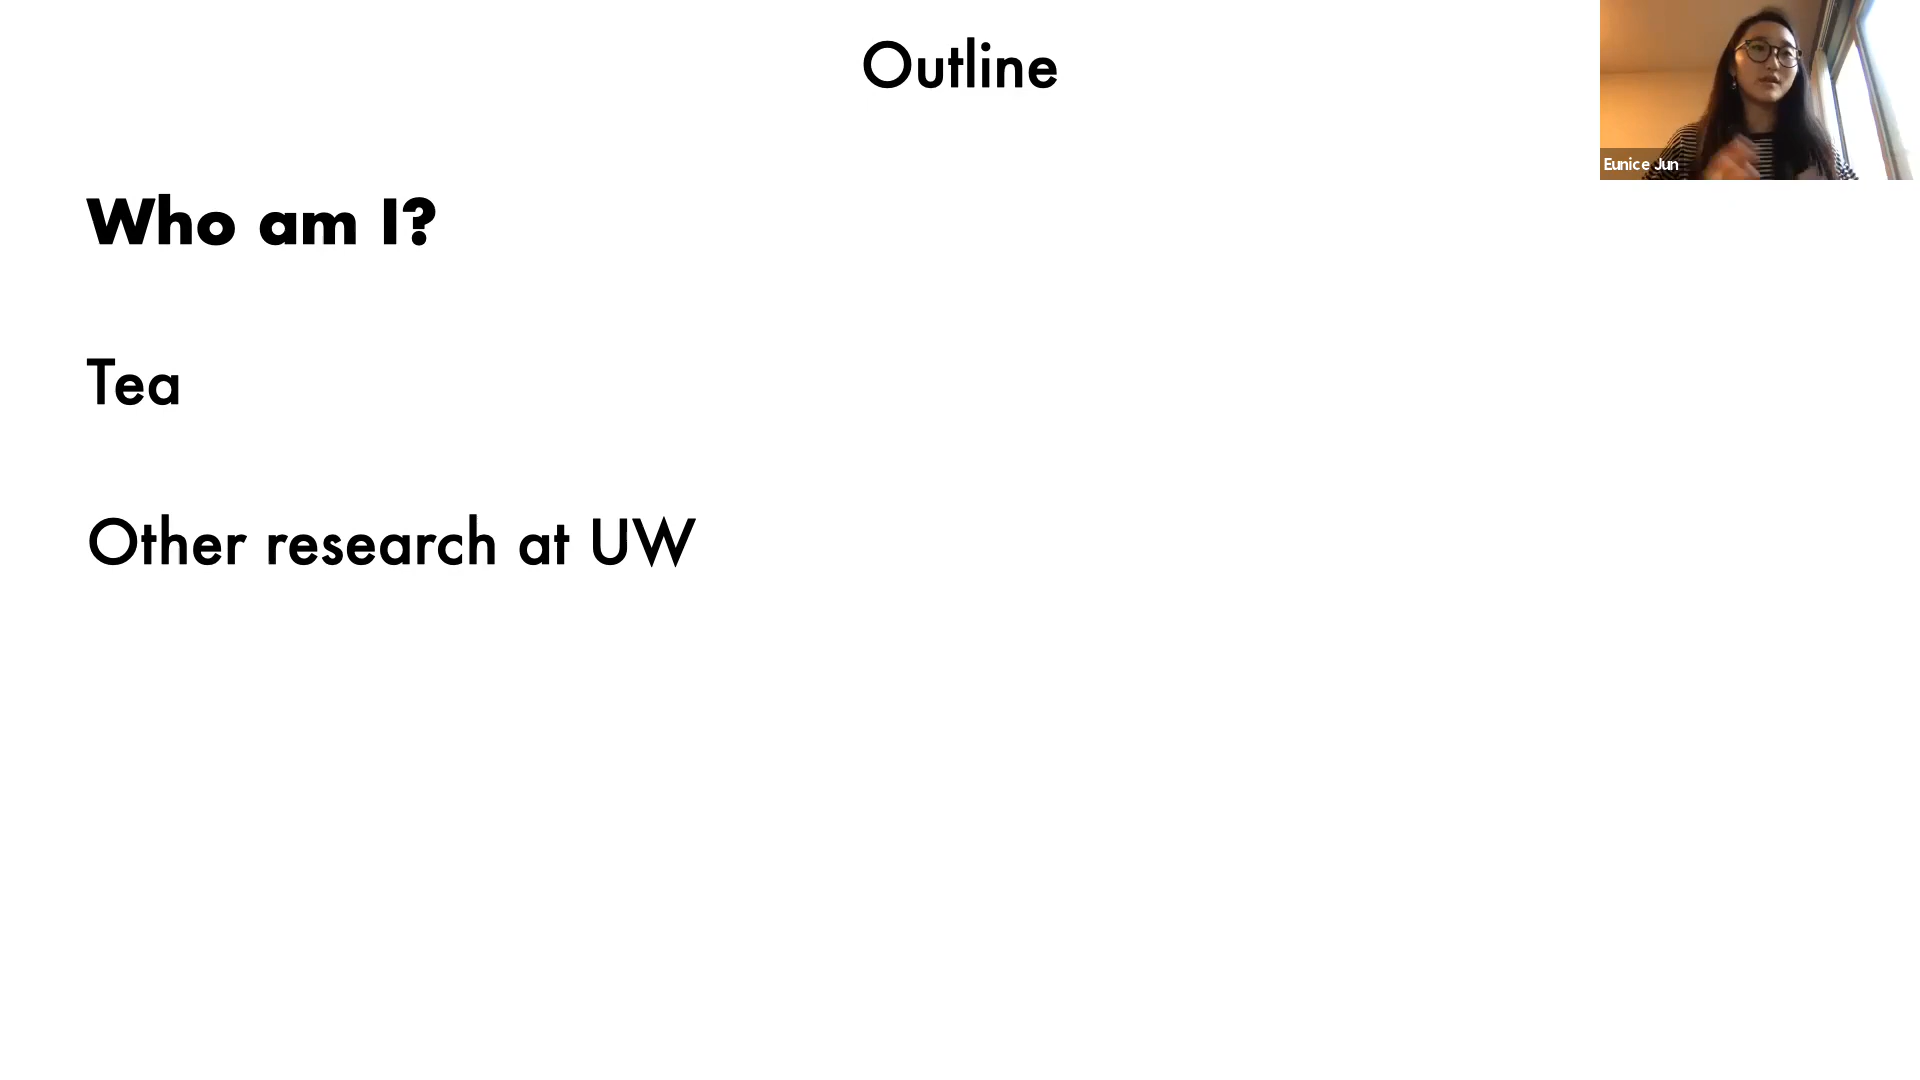 Outline
Eunice Jun
Who am I?
Tea
Other research at UW